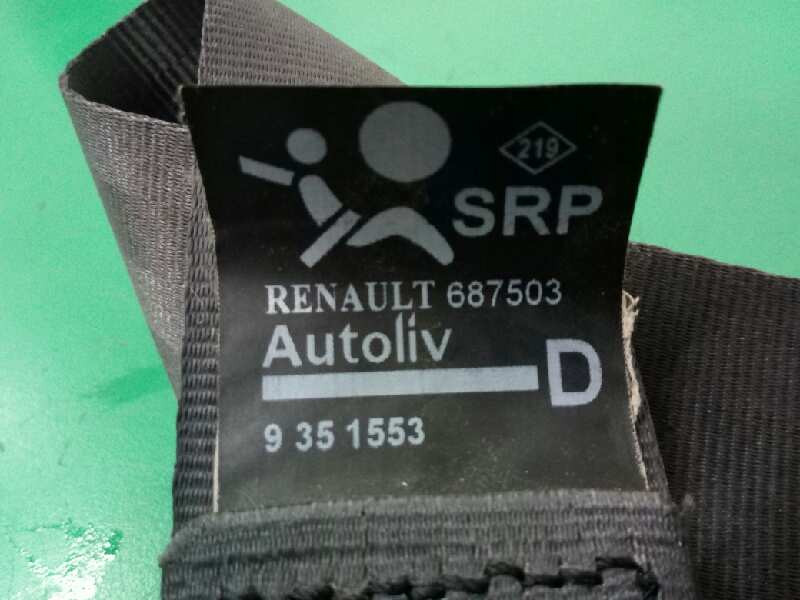 219
SRP
RENAULT 687503
Autoliv
D
9 35 1553